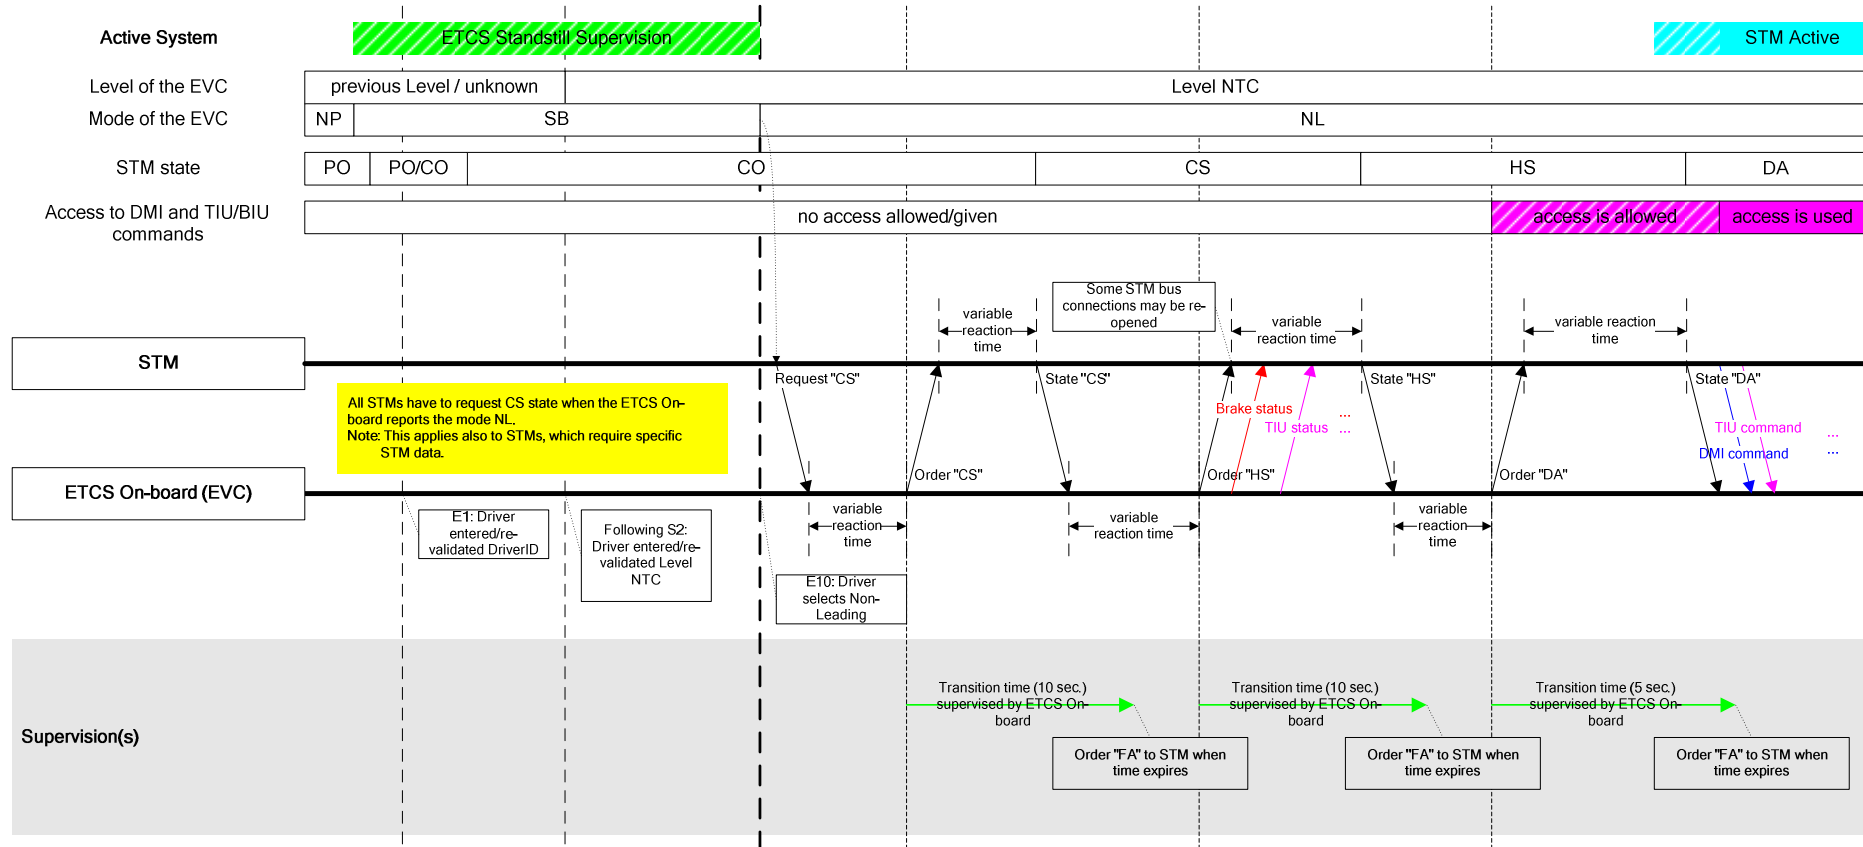 Active System
ETCS Standstill Supervision
STM Active
Level of the EVC
previous Level / unknown
Level NTC
Mode of the EVC
NP
SB
NL
STM state
PO
PO/CO
CO
CS
HS
DA
Access to DMI and TIU/BIU
commands
no access allowed/given
access is allowed
access is used
variable
reaction
time
Some STM bus
connections may be re-
opened
variable
reaction time
variable reaction
time
STM
Request "CS"
State "CS"
State "HS"
State "DA"
All STMs have to request CS state when the ETCS On-
board reports the mode NL.
Note: This applies also to STMs, which require specific
STM data.
Brake status
...
TIU status
...
TIU command
...
DMI command
...
Order "CS"
Order "HS"
Order "DA"
ETCS On-board (EVC)
E1: Driver
entered/re-
validated DriverID
Following S2:
Driver entered/re-
validated Level
NTC
variable
reaction
time
variable
reaction time
variable
reaction
time
E10: Driver
selects Non-
Leading
Supervision(s)
Transition time (10 sec.)
supervised by ETCS On-
board
Transition time (10 sec.)
supervised by ETCS On-
board
Transition time (5 sec.)
supervised by ETCS On-
board
Order "FA" to STM when
time expires
Order "FA" to STM when
time expires
Order "FA" to STM when
time expires